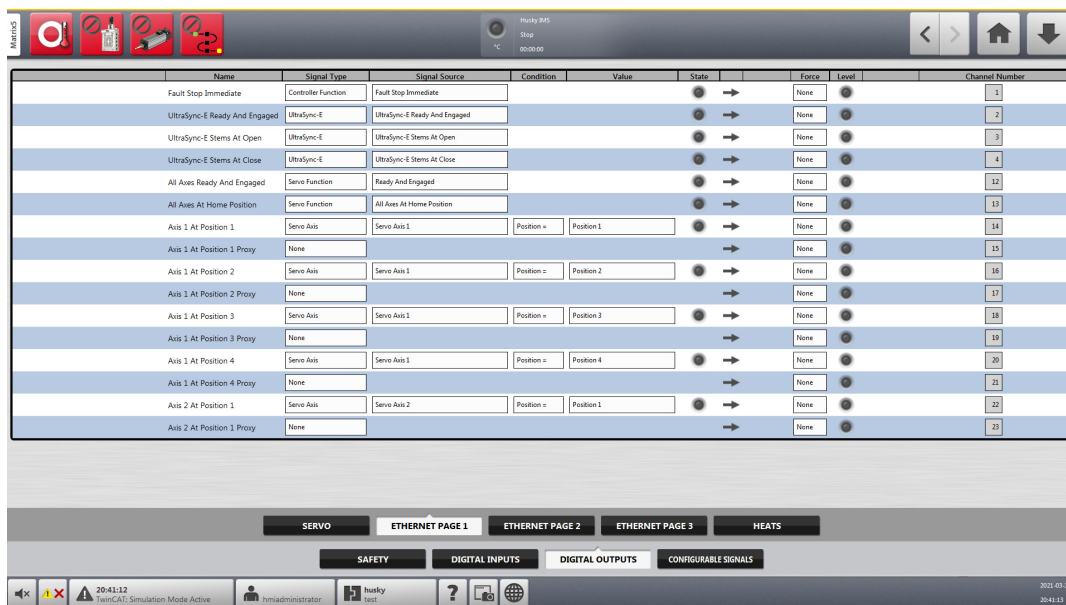 Matrix5
Husky IMS
Stop
°C 00:00:00
Name Signal Type Signal Source Condition Value State Force Level Channel Number
Fault Stop Immediate Controller Function Fault Stop Immediate None 1
UltraSync-E Ready And Engaged UltraSync-E UltraSync-E Ready And Engaged None 2
UltraSync-E Stems At Open UltraSync-E UltraSync-E Stems At Open None 3
UltraSync-E Stems At Close UltraSync-E UltraSync-E Stems At Close None 4
All Axes Ready And Engaged Servo Function Ready And Engaged None 12
All Axes At Home Position Servo Function All Axes At Home Position None 13
Axis 1 At Position 1 Servo Axis Servo Axis 1 Position = Position 1 None 14
Axis 1 At Position 1 Proxy None None 15
Axis 1 At Position 2 Servo Axis Servo Axis 1 Position = Position 2 None 16
Axis 1 At Position 2 Proxy None None 17
Axis 1 At Position 3 Servo Axis Servo Axis 1 Position = Position 3 None 18
Axis 1 At Position 3 Proxy None None 19
Axis 1 At Position 4 Servo Axis Servo Axis 1 Position = Position 4 None 20
Axis 1 At Position 4 Proxy None None 21
Axis 2 At Position 1 Servo Axis Servo Axis 2 Position = Position 1 None 22
Axis 2 At Position 1 Proxy None None 23
SERVO ETHERNET PAGE 1 ETHERNET PAGE 2 ETHERNET PAGE 3 HEATS
SAFETY DIGITAL INPUTS DIGITAL OUTPUTS CONFIGURABLE SIGNALS
20:41:12
TwinCAT: Simulation Mode Active
hmiadministrator
husky
test
?
2021-03-
20:41:13